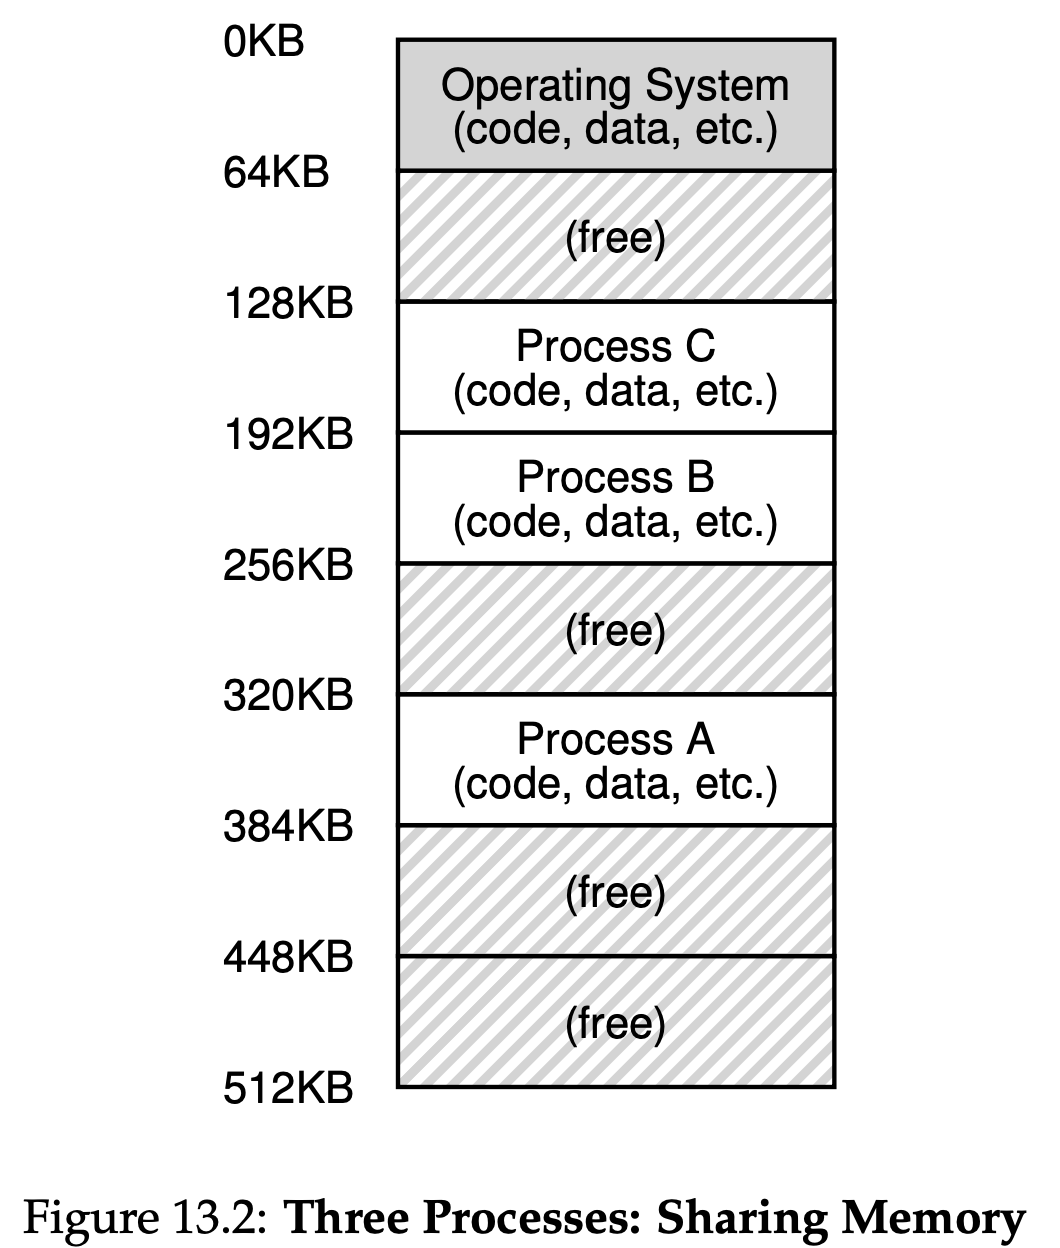 0KB
Operating System
(code, data, etc.)
64KB
(free)
128KB
Process C
(code, data, etc.)
192KB
Process B
(code, data, etc.)
256KB
(free)
320KB
Process A
(code, data, etc.)
384KB
(free)
448KB
(free)
512KB
Figure 13.2: Three Processes: Sharing Memory